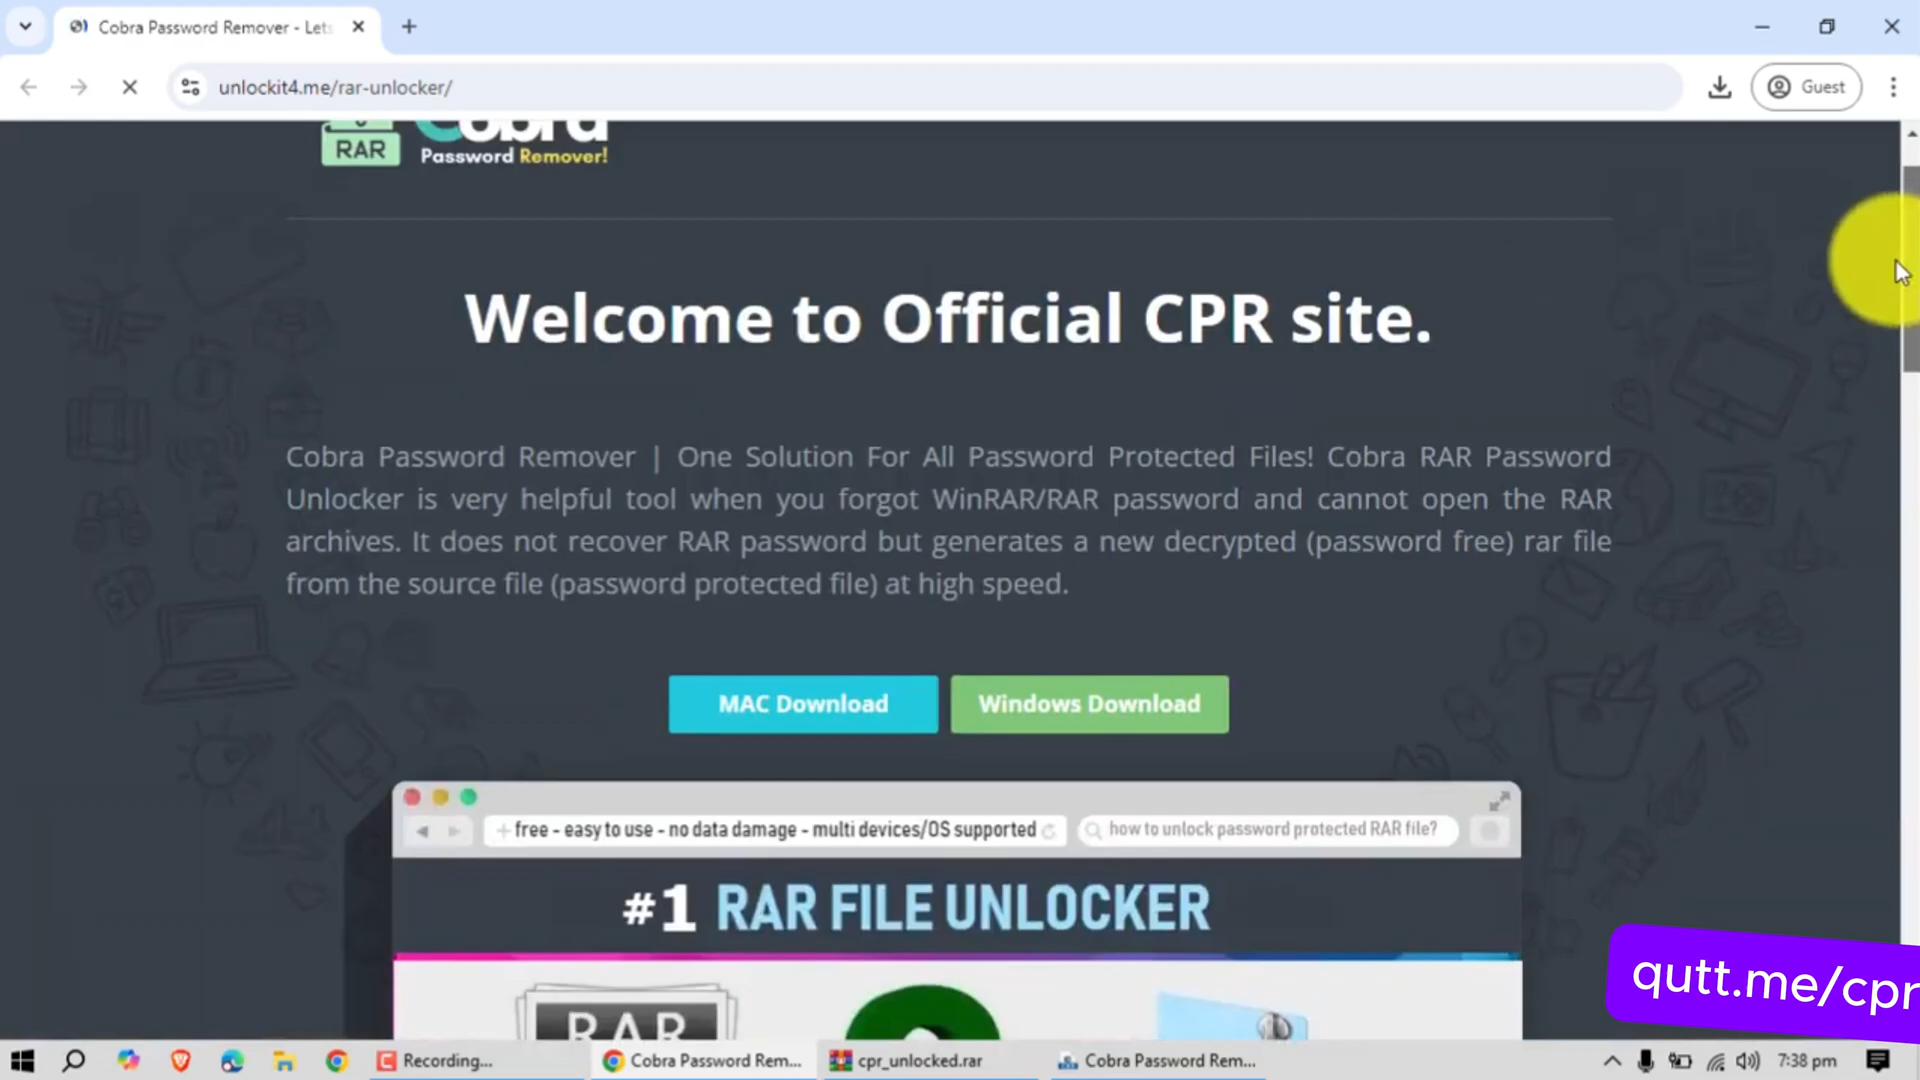 Cobra Password Remover - Lets
unlockit4.me/rar-unlocker/
Guest
RAR
Cobra
Password Remover!
Welcome to Official CPR site.
Cobra Password Remover | One Solution For All Password Protected Files! Cobra RAR Password
Unlocker is very helpful tool when you forgot WinRAR/RAR password and cannot open the RAR
archives. It does not recover RAR password but generates a new decrypted (password free) rar file
from the source file (password protected file) at high speed.
MAC Download
Windows Download
free - easy to use - no data damage - multi devices/OS supported
how to unlock password protected RAR file?
#1 RAR FILE UNLOCKER
RAR
qutt.me/cpr
Recording...
Cobra Password Rem...
cpr_unlocked.rar
Cobra Password Rem...
7:38 pm